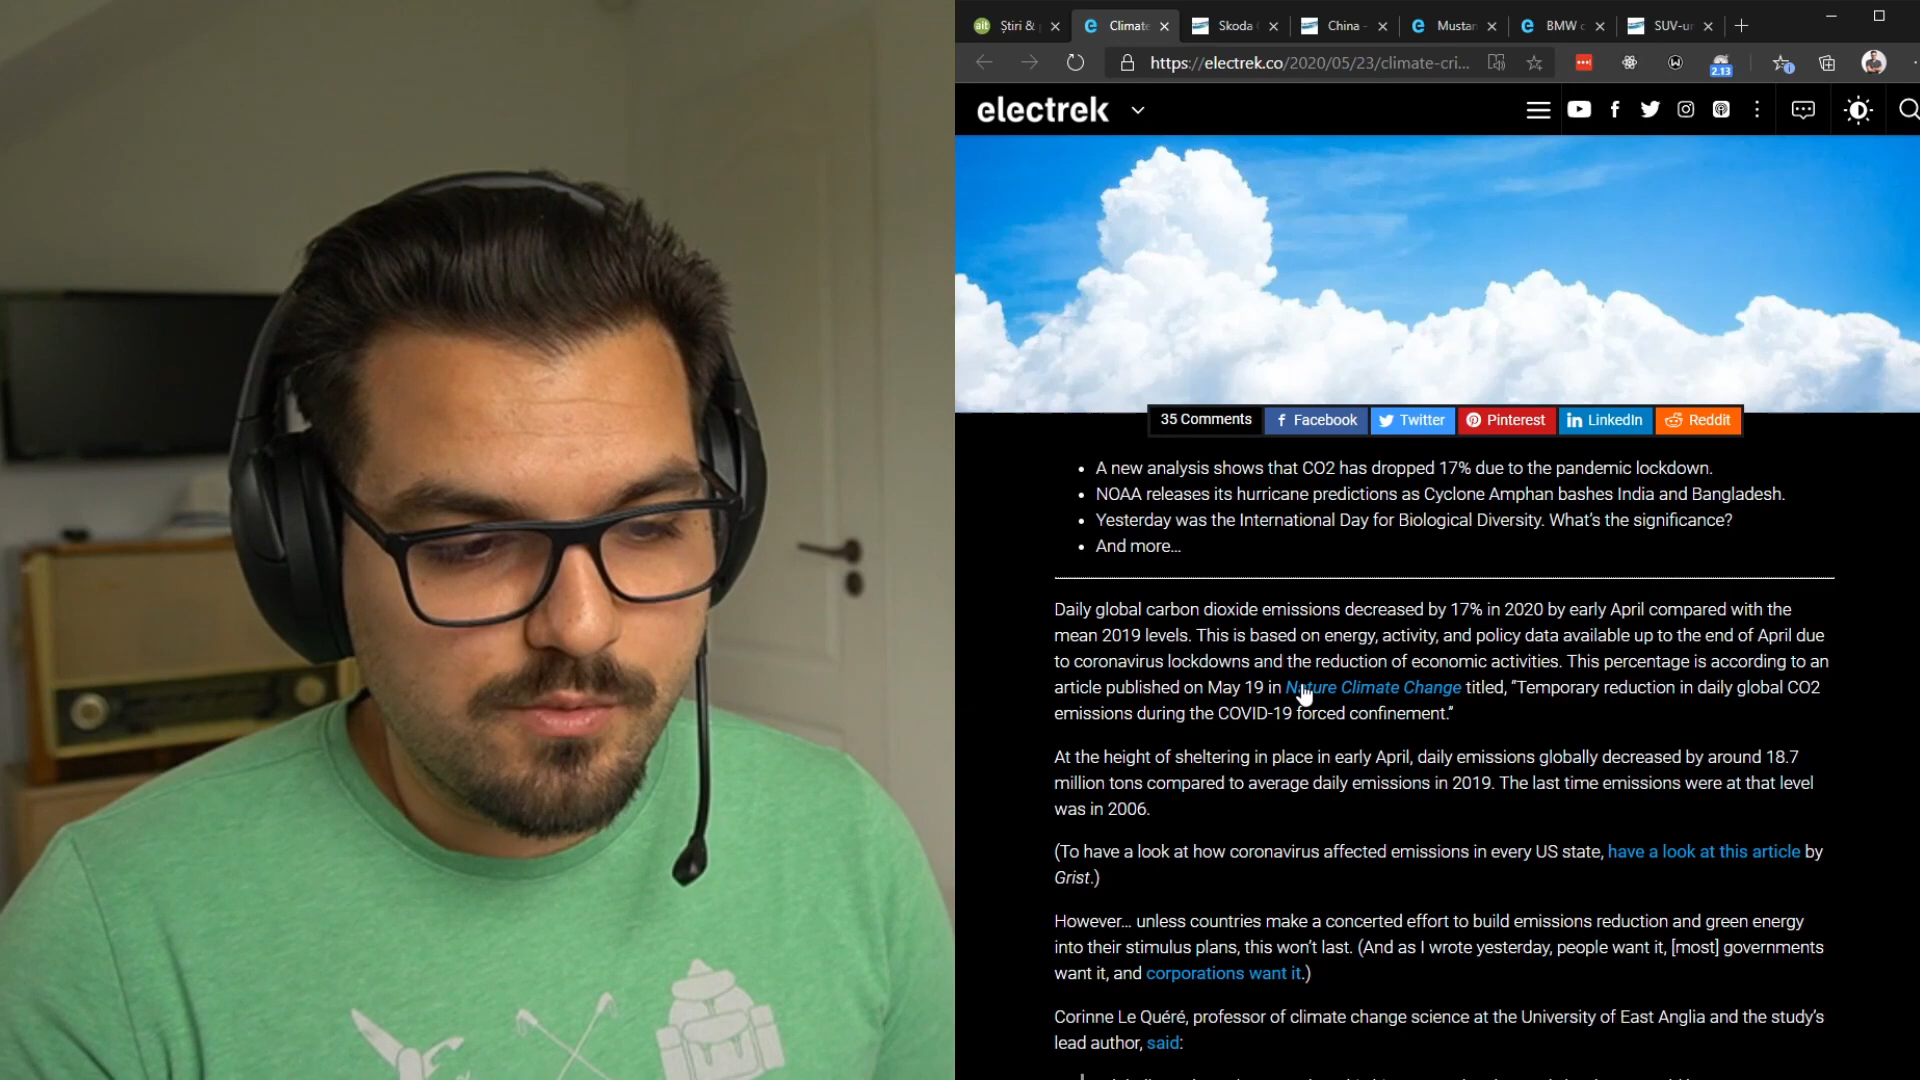 ait Știri &
Climate
Skoda
China -
Mustan
BMW c
SUV-ur
https://electrek.co/2020/05/23/climate-cri...
2.13
electrek
35 Comments Facebook Twitter Pinterest LinkedIn Reddit
• A new analysis shows that CO2 has dropped 17% due to the pandemic lockdown.
• NOAA releases its hurricane predictions as Cyclone Amphan bashes India and Bangladesh.
• Yesterday was the International Day for Biological Diversity. What's the significance?
• And more…
Daily global carbon dioxide emissions decreased by 17% in 2020 by early April compared with the
mean 2019 levels. This is based on energy, activity, and policy data available up to the end of April due
to coronavirus lockdowns and the reduction of economic activities. This percentage is according to an
article published on May 19 in Nature Climate Change titled, "Temporary reduction in daily global CO2
emissions during the COVID-19 forced confinement."
At the height of sheltering in place in early April, daily emissions globally decreased by around 18.7
million tons compared to average daily emissions in 2019. The last time emissions were at that level
was in 2006.
(To have a look at how coronavirus affected emissions in every US state, have a look at this article by
Grist.)
However… unless countries make a concerted effort to build emissions reduction and green energy
into their stimulus plans, this won't last. (And as I wrote yesterday, people want it, [most] governments
want it, and corporations want it.)
Corinne Le Quéré, professor of climate change science at the University of East Anglia and the study's
lead author, said: